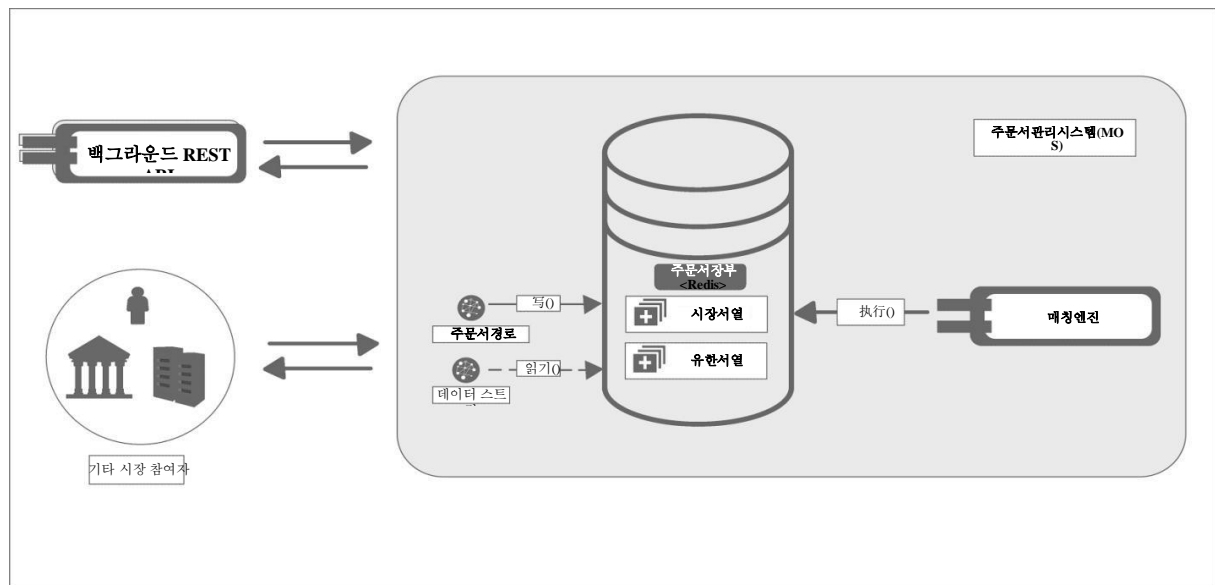 백그라운드 REST
주문서관리시스템(MO
S)
주문서장부
<Redis>
写()
시장서열
执行()
매칭엔진
주문서경로
읽기()
유한서열
데이터 스트
기타 시장 참여자